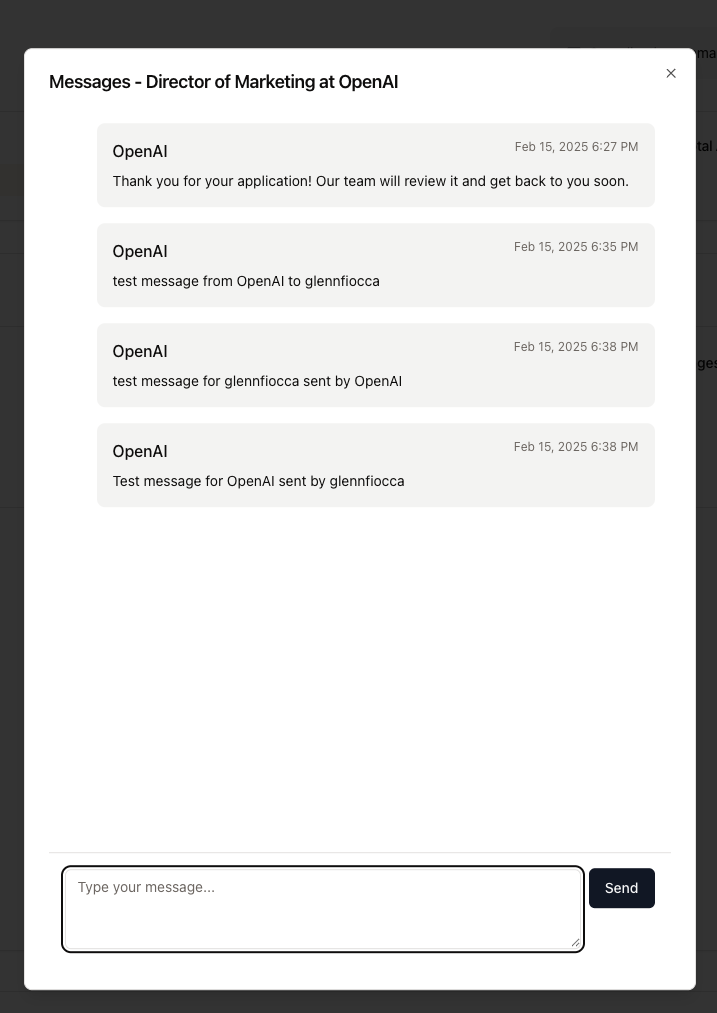 Messages - Director of Marketing at OpenAI
OpenAI
Feb 15, 2025 6:27 PM
Thank you for your application! Our team will review it and get back to you soon.
OpenAI
Feb 15, 2025 6:35 PM
test message from OpenAI to glennfiocca
OpenAI
Feb 15, 2025 6:38 PM
test message for glennfiocca sent by OpenAI
OpenAI
Feb 15, 2025 6:38 PM
Test message for OpenAI sent by glennfiocca
Type your message...
Send